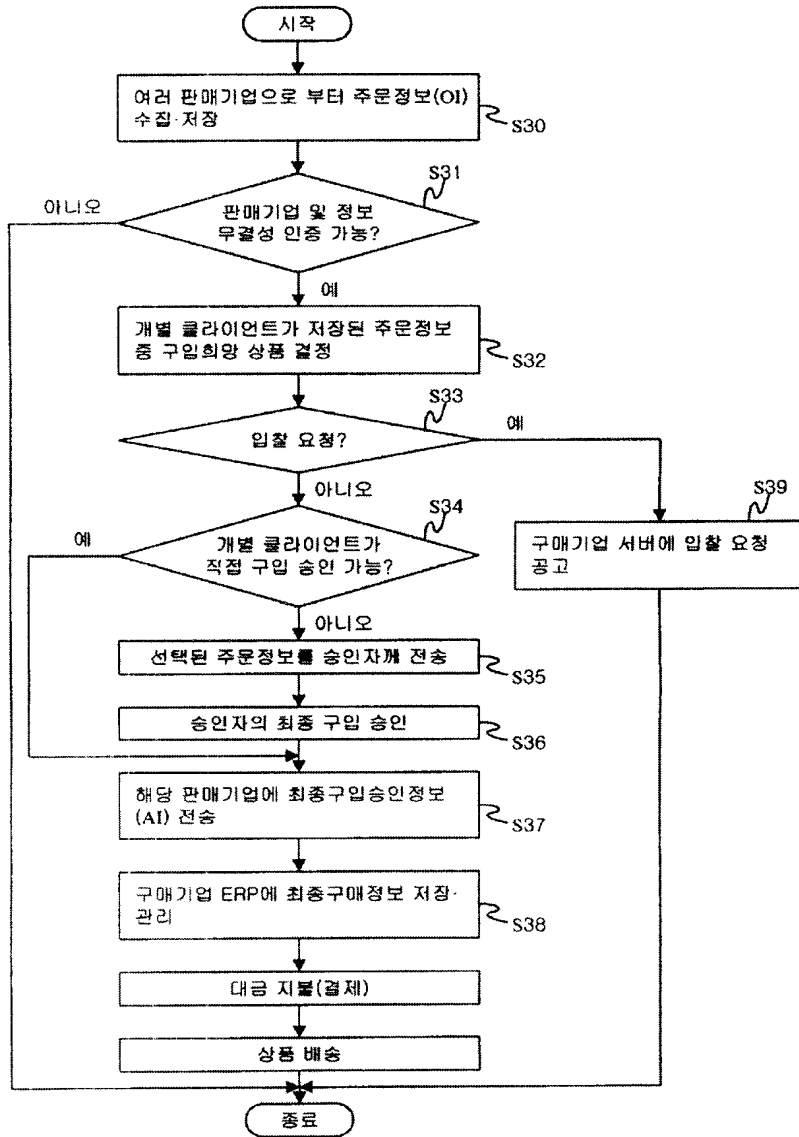 시작
여러 판매기업으로 부터 주문정보(OI)
수집·저장
S30
S31
아니오
판매기업 및 정보
무결성 인증 가능?
예
개별 클라이언트가 저장된 주문정보
중 구입희망 상품 결정
S32
S33
입찰 요청?
예
아니오
S34
S39
예
개별 클라이언트가
직접 구입 승인 가능?
구매기업 서버에 입찰 요청
공고
아니오
선택된 주문정보를 승인자께 전송
S35
승인자의 최종 구입 승인
S36
해당 판매기업에 최종구입승인정보
(AI) 전송
S37
구매기업 ERP에 최종구매정보 저장·
관리
S38
대금 지불(결제)
상품 배송
종료